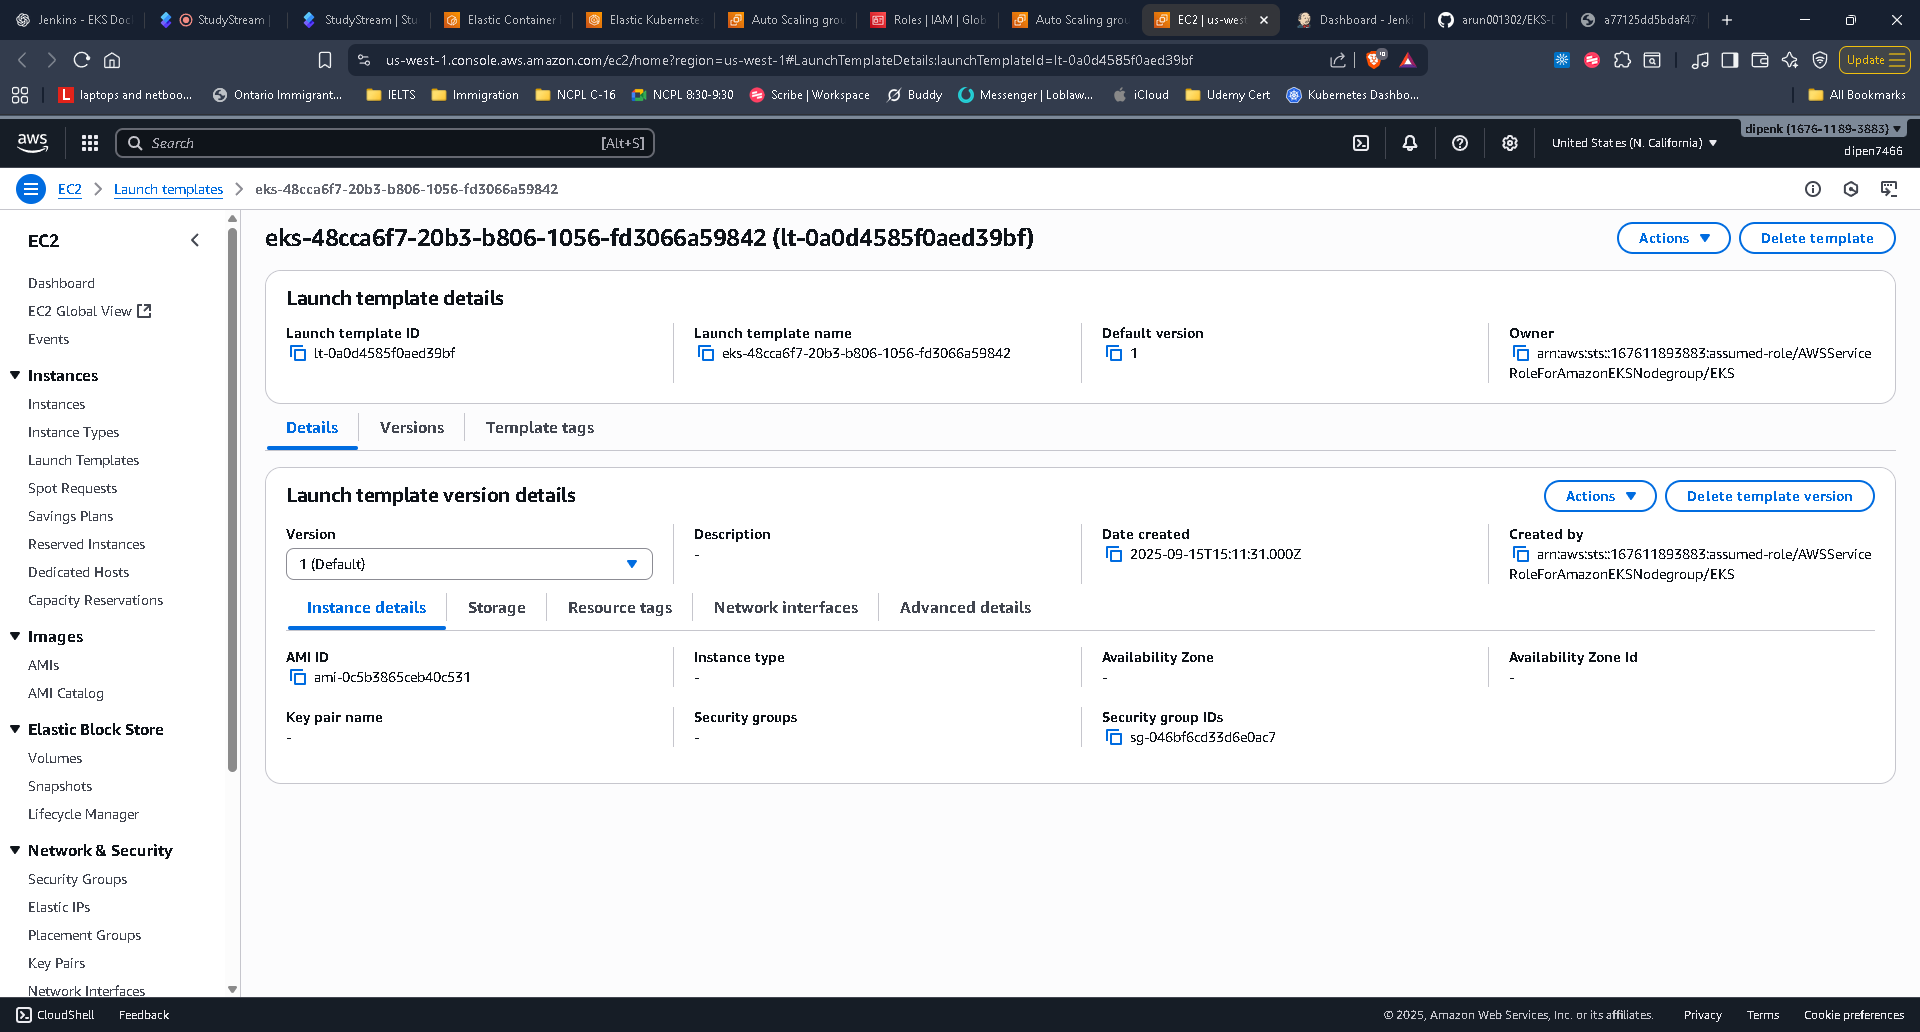 Jenkins - EKS Doc
StudyStream |
StudyStream | Stu
Elastic Container
Elastic Kubernete
Auto Scaling grou
Roles | IAM | Glob
Auto Scaling grou
EC2 | us-west
Dashboard - Jenk
arun001302/EKS-
a77125dd5bdaf47
us-west-1.console.aws.amazon.com/ec2/home?region=us-west-1#LaunchTemplateDetails:launchTemplateId=lt-0a0d4585f0aed39bf
Update
laptops and netboo...
Ontario Immigrant...
IELTS
Immigration
NCPL C-16
NCPL 8:30-9:30
Scribe | Workspace
Buddy
Messenger | Loblaw...
iCloud
Udemy Cert
Kubernetes Dashbo...
All Bookmarks
aws
Search
[Alt+S]
United States (N. California)
dipenk (1676-1189-3883)
dipen7466
EC2
Launch templates
eks-48cca6f7-20b3-b806-1056-fd3066a59842
EC2
Dashboard
EC2 Global View
Events
Instances
Instances
Instance Types
Launch Templates
Spot Requests
Savings Plans
Reserved Instances
Dedicated Hosts
Capacity Reservations
Images
AMIs
AMI Catalog
Elastic Block Store
Volumes
Snapshots
Lifecycle Manager
Network & Security
Security Groups
Elastic IPs
Placement Groups
Key Pairs
Network Interfaces
eks-48cca6f7-20b3-b806-1056-fd3066a59842 (lt-0a0d4585f0aed39bf)
Actions
Delete template
Launch template details
Launch template ID
lt-0a0d4585f0aed39bf
Launch template name
eks-48cca6f7-20b3-b806-1056-fd3066a59842
Default version
1
Owner
arn:aws:sts::167611893883:assumed-role/AWSService
RoleForAmazonEKSNodegroup/EKS
Details
Versions
Template tags
Launch template version details
Actions
Delete template version
Version
1 (Default)
Description
-
Date created
2025-09-15T15:11:31.000Z
Created by
arn:aws:sts::167611893883:assumed-role/AWSService
RoleForAmazonEKSNodegroup/EKS
Instance details
Storage
Resource tags
Network interfaces
Advanced details
AMI ID
ami-0c5b3865ceb40c531
Instance type
-
Availability Zone
-
Availability Zone Id
-
Key pair name
-
Security groups
-
Security group IDs
sg-046bf6cd33d6e0ac7
CloudShell
Feedback
© 2025, Amazon Web Services, Inc. or its affiliates.
Privacy
Terms
Cookie preferences